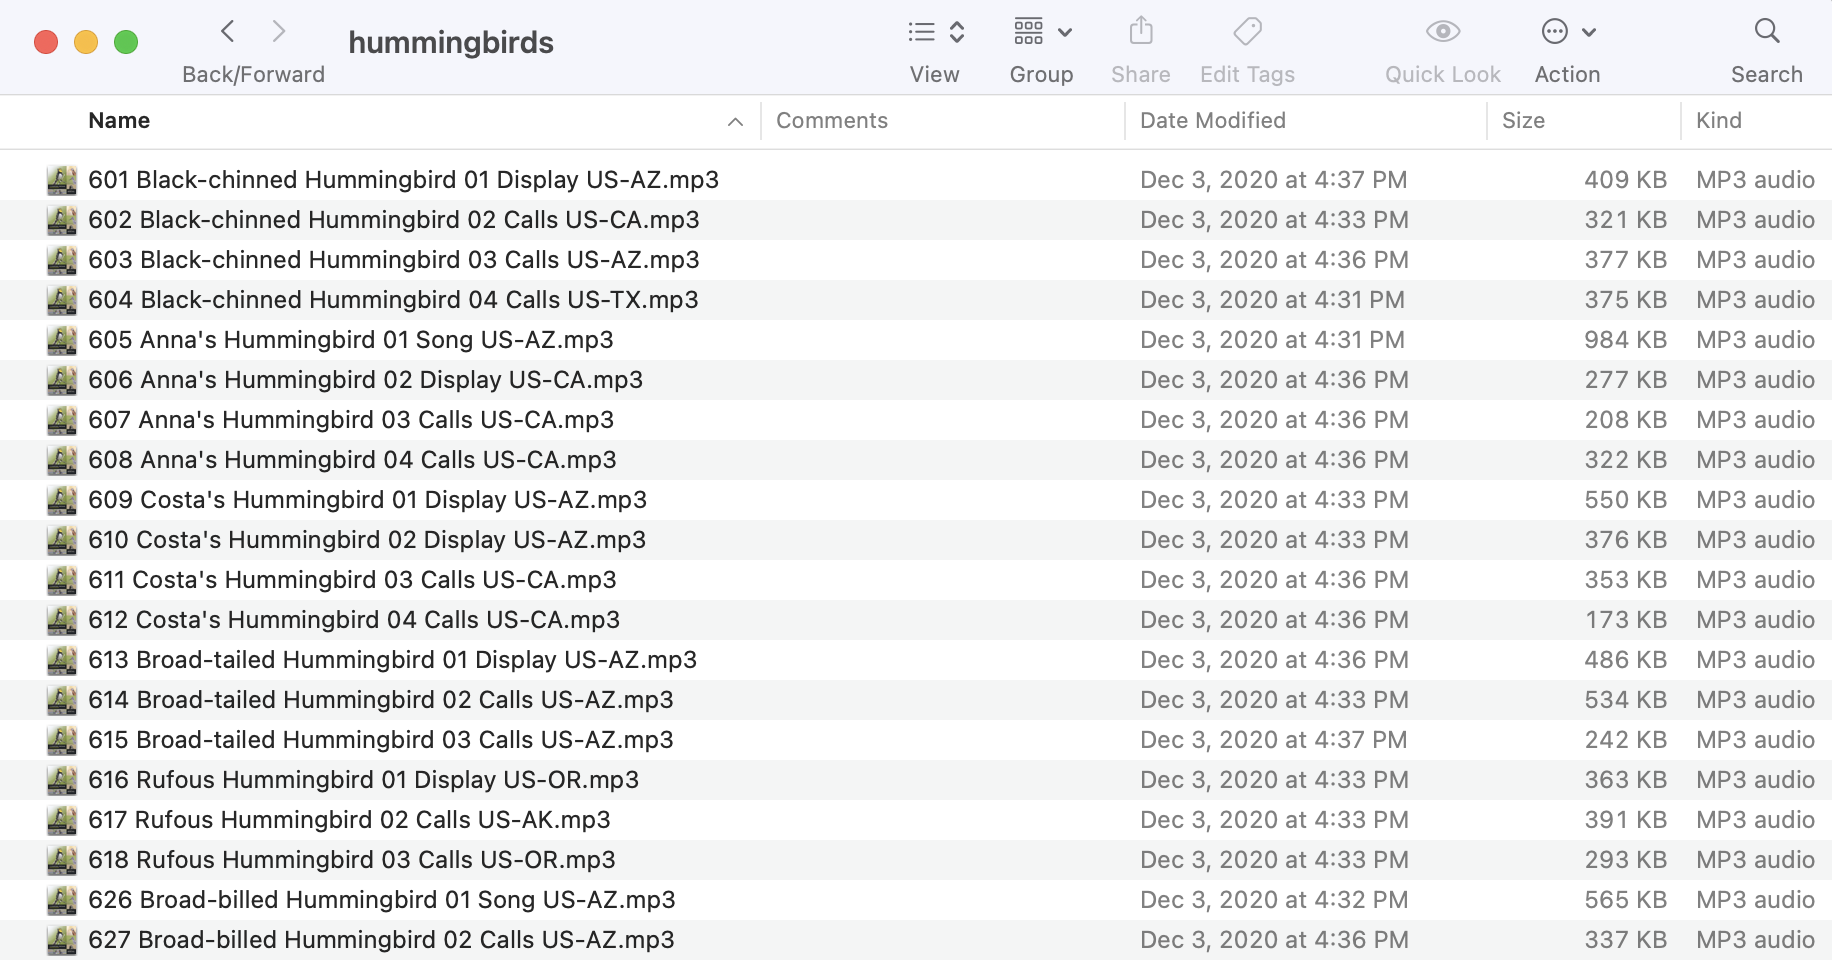 hummingbirds
Back/Forward
View
Group
Share
Edit Tags
Quick Look
Action
Search
Name Comments Date Modified Size Kind
601 Black-chinned Hummingbird 01 Display US-AZ.mp3 Dec 3, 2020 at 4:37 PM 409 KB MP3 audio
602 Black-chinned Hummingbird 02 Calls US-CA.mp3 Dec 3, 2020 at 4:33 PM 321 KB MP3 audio
603 Black-chinned Hummingbird 03 Calls US-AZ.mp3 Dec 3, 2020 at 4:36 PM 377 KB MP3 audio
604 Black-chinned Hummingbird 04 Calls US-TX.mp3 Dec 3, 2020 at 4:31 PM 375 KB MP3 audio
605 Anna's Hummingbird 01 Song US-AZ.mp3 Dec 3, 2020 at 4:31 PM 984 KB MP3 audio
606 Anna's Hummingbird 02 Display US-CA.mp3 Dec 3, 2020 at 4:36 PM 277 KB MP3 audio
607 Anna's Hummingbird 03 Calls US-CA.mp3 Dec 3, 2020 at 4:36 PM 208 KB MP3 audio
608 Anna's Hummingbird 04 Calls US-CA.mp3 Dec 3, 2020 at 4:36 PM 322 KB MP3 audio
609 Costa's Hummingbird 01 Display US-AZ.mp3 Dec 3, 2020 at 4:33 PM 550 KB MP3 audio
610 Costa's Hummingbird 02 Display US-AZ.mp3 Dec 3, 2020 at 4:33 PM 376 KB MP3 audio
611 Costa's Hummingbird 03 Calls US-CA.mp3 Dec 3, 2020 at 4:36 PM 353 KB MP3 audio
612 Costa's Hummingbird 04 Calls US-CA.mp3 Dec 3, 2020 at 4:36 PM 173 KB MP3 audio
613 Broad-tailed Hummingbird 01 Display US-AZ.mp3 Dec 3, 2020 at 4:36 PM 486 KB MP3 audio
614 Broad-tailed Hummingbird 02 Calls US-AZ.mp3 Dec 3, 2020 at 4:33 PM 534 KB MP3 audio
615 Broad-tailed Hummingbird 03 Calls US-AZ.mp3 Dec 3, 2020 at 4:37 PM 242 KB MP3 audio
616 Rufous Hummingbird 01 Display US-OR.mp3 Dec 3, 2020 at 4:33 PM 363 KB MP3 audio
617 Rufous Hummingbird 02 Calls US-AK.mp3 Dec 3, 2020 at 4:33 PM 391 KB MP3 audio
618 Rufous Hummingbird 03 Calls US-OR.mp3 Dec 3, 2020 at 4:33 PM 293 KB MP3 audio
626 Broad-billed Hummingbird 01 Song US-AZ.mp3 Dec 3, 2020 at 4:32 PM 565 KB MP3 audio
627 Broad-billed Hummingbird 02 Calls US-AZ.mp3 Dec 3, 2020 at 4:36 PM 337 KB MP3 audio